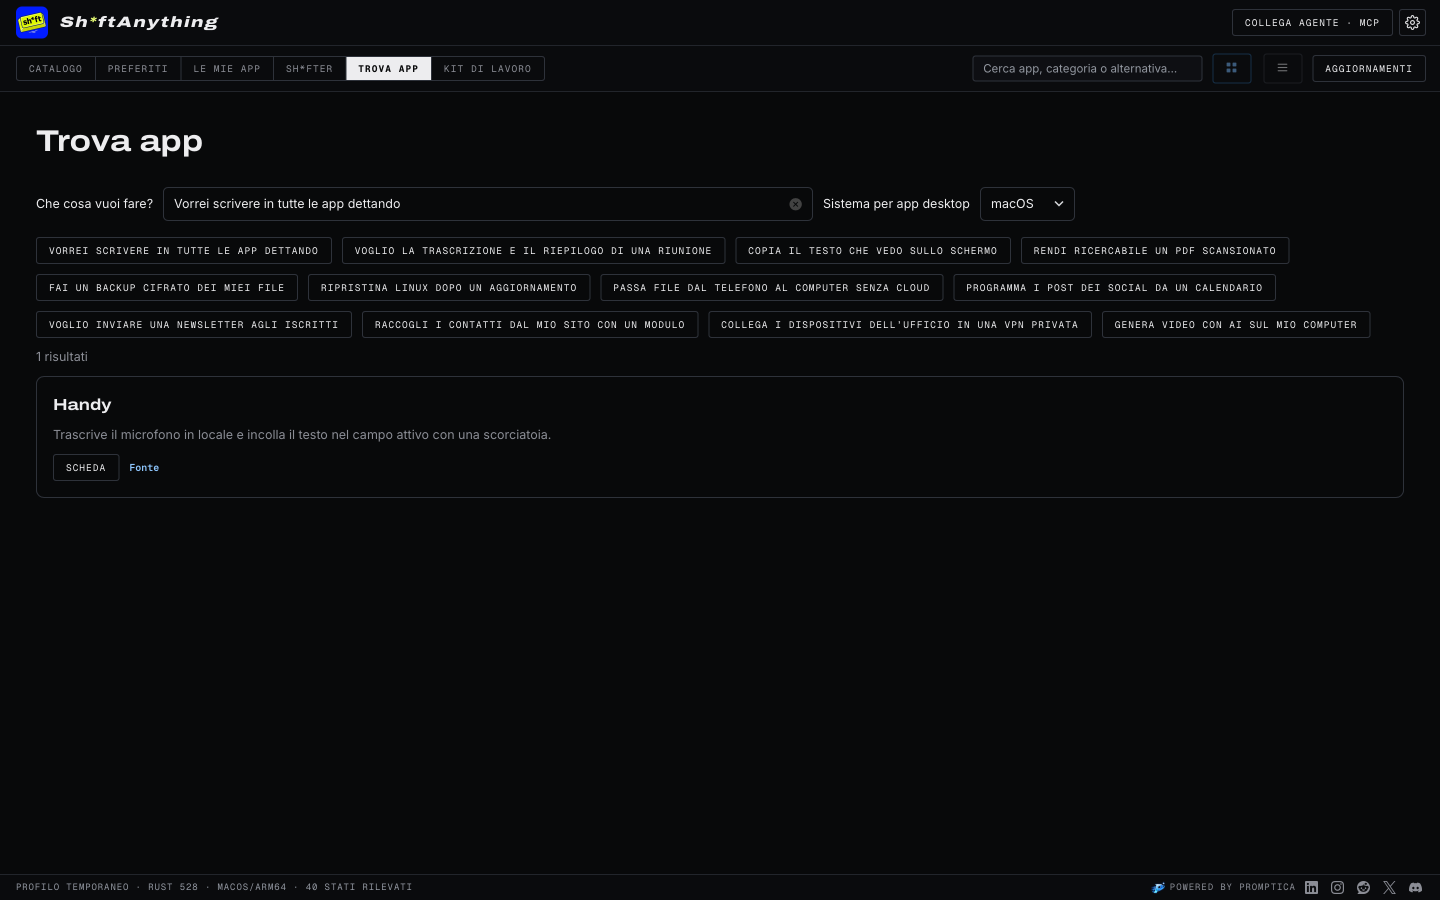 sh*ft
Sh*ftAnything
COLLEGA AGENTE · MCP
CATALOGO
PREFERITI
LE MIE APP
SH*FTER
TROVA APP
KIT DI LAVORO
Cerca app, categoria o alternativa...
AGGIORNAMENTI
Trova app
Che cosa vuoi fare?
Vorrei scrivere in tutte le app dettando
Sistema per app desktop
macOS
VORREI SCRIVERE IN TUTTE LE APP DETTANDO
VOGLIO LA TRASCRIZIONE E IL RIEPILOGO DI UNA RIUNIONE
COPIA IL TESTO CHE VEDO SULLO SCHERMO
RENDI RICERCABILE UN PDF SCANSIONATO
FAI UN BACKUP CIFRATO DEI MIEI FILE
RIPRISTINA LINUX DOPO UN AGGIORNAMENTO
PASSA FILE DAL TELEFONO AL COMPUTER SENZA CLOUD
PROGRAMMA I POST DEI SOCIAL DA UN CALENDARIO
VOGLIO INVIARE UNA NEWSLETTER AGLI ISCRITTI
RACCOGLI I CONTATTI DAL MIO SITO CON UN MODULO
COLLEGA I DISPOSITIVI DELL'UFFICIO IN UNA VPN PRIVATA
GENERA VIDEO CON AI SUL MIO COMPUTER
1 risultati
Handy
Trascrive il microfono in locale e incolla il testo nel campo attivo con una scorciatoia.
SCHEDA
Fonte
PROFILO TEMPORANEO · RUST 528 · MACOS/ARM64 · 40 STATI RILEVATI
POWERED BY PROMPTICA